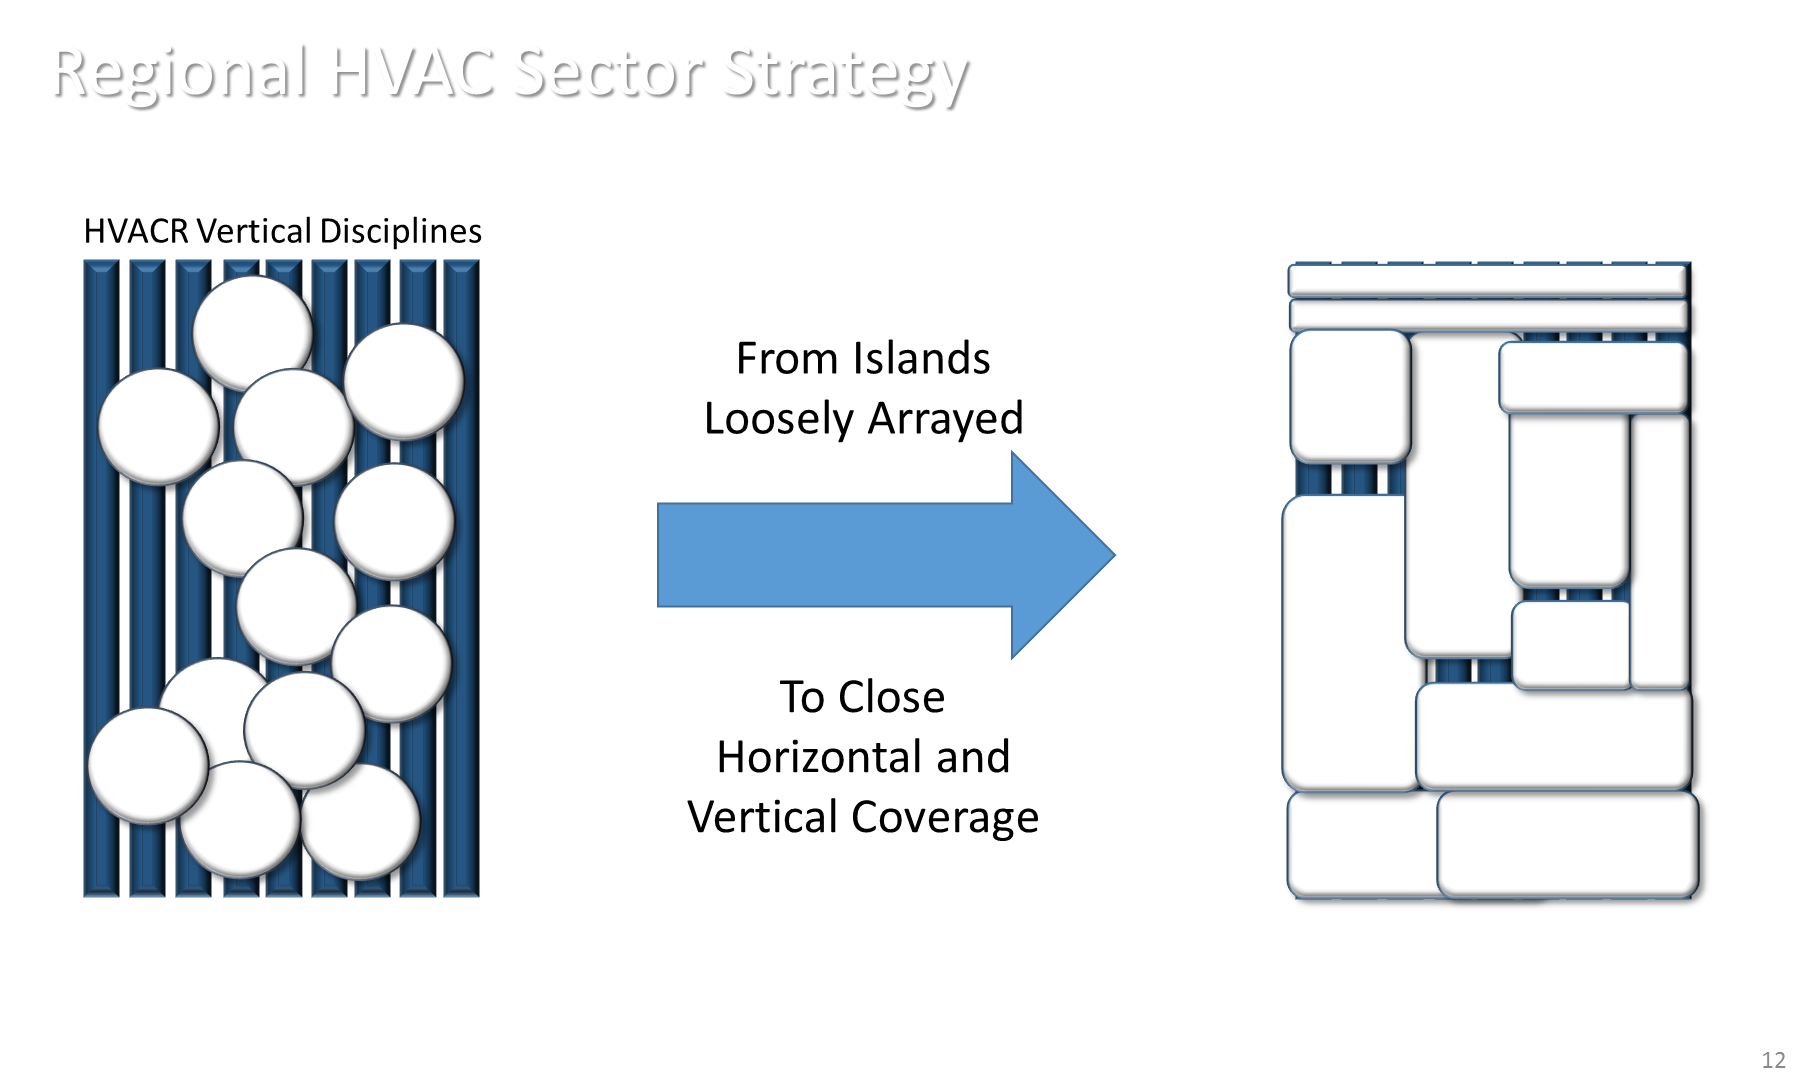 Regional HVAC Sector Strategy
HVACR Vertical Disciplines
From Islands
Loosely Arrayed
To Close
Horizontal and
Vertical Coverage
12